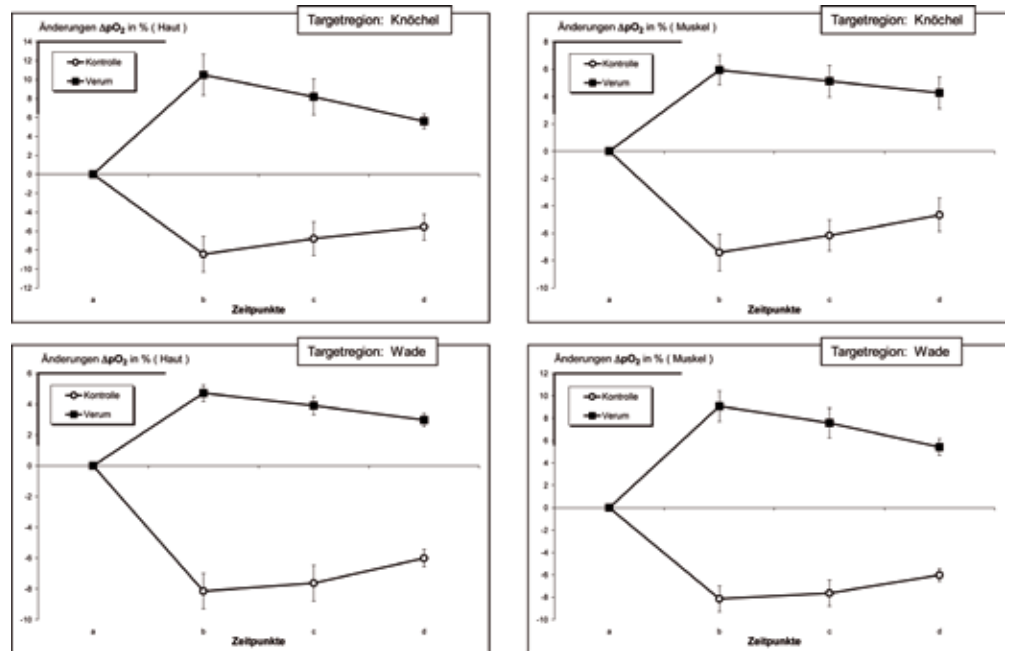 Targetregion: Knöchel
Änderungen ΔpO₂ in % ( Haut )
Kontrolle
Verum
14
12
10
8
6
4
2
0
-2
-4
-6
-8
-10
-12
a b c d
Zeitpunkte
Targetregion: Knöchel
Änderungen ΔpO₂ in % ( Muskel )
Kontrolle
Verum
8
6
4
2
0
-2
-4
-6
-8
-10
a b c d
Zeitpunkte
Targetregion: Wade
Änderungen ΔpO₂ in % ( Haut )
Kontrolle
Verum
6
4
2
0
-2
-4
-6
-8
-10
a b c d
Zeitpunkte
Targetregion: Wade
Änderungen ΔpO₂ in % ( Muskel )
Kontrolle
Verum
12
10
8
6
4
2
0
-2
-4
-6
-8
-10
a b c d
Zeitpunkte